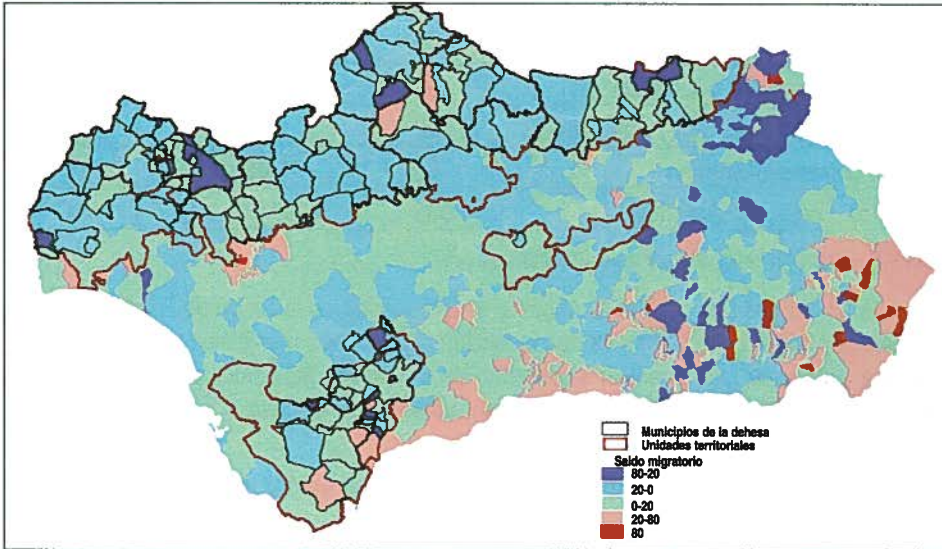 Municipios de la dehesa
Unidades territoriales
Saldo migratorio
80-20
20-0
0-20
20-80
80